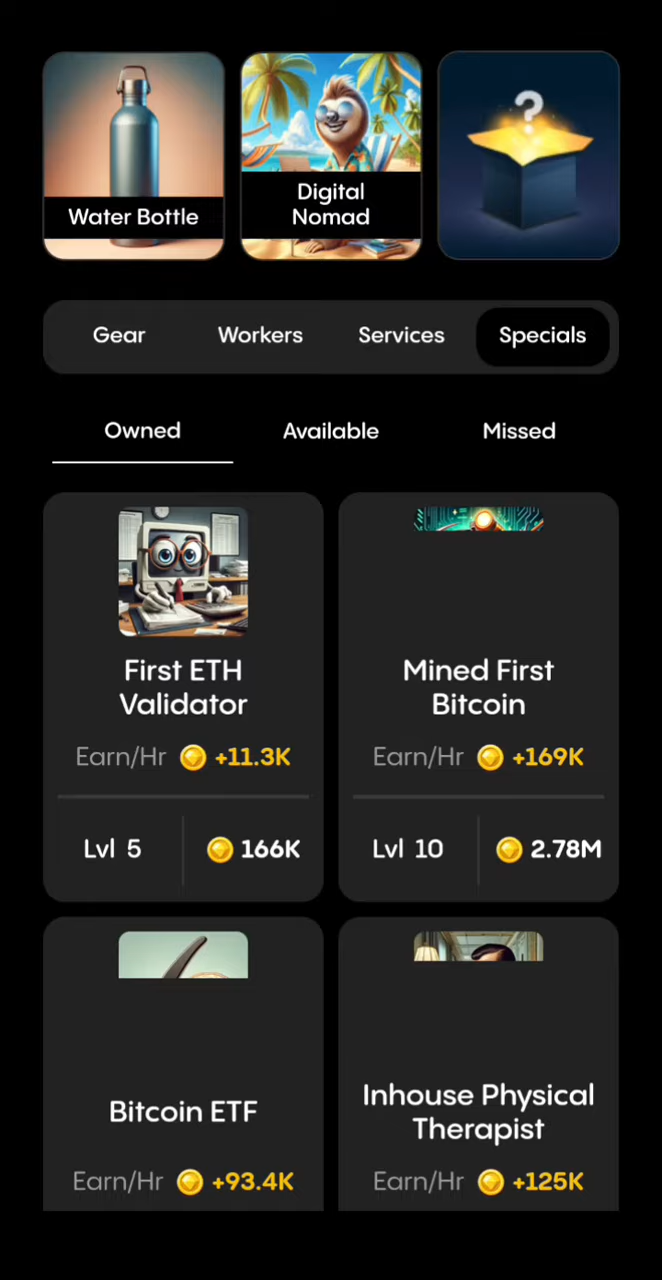 Water Bottle
Digital
Nomad
?
Gear Workers Services Specials
Owned Available Missed
First ETH
Validator
Earn/Hr +11.3K
Lvl 5 166K
Mined First
Bitcoin
Earn/Hr +169K
Lvl 10 2.78M
Bitcoin ETF
Earn/Hr +93.4K
Inhouse Physical
Therapist
Earn/Hr +125K